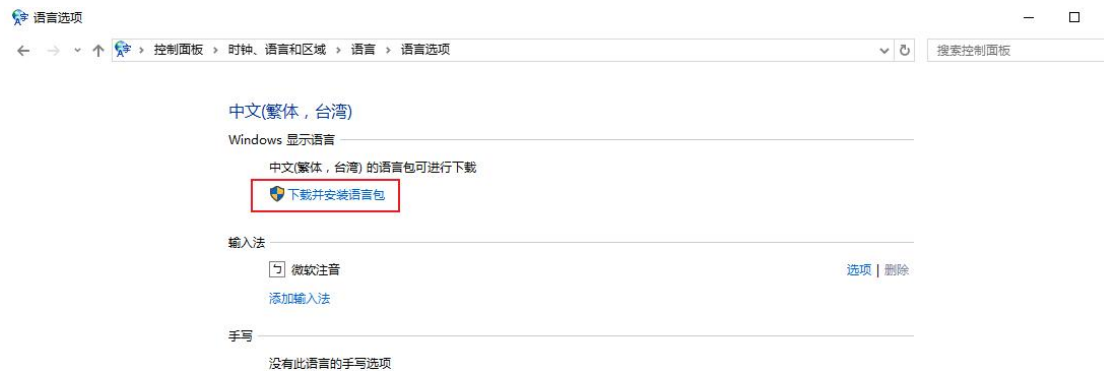 语言选项
控制面板 › 时钟、语言和区域 › 语言 › 语言选项
搜索控制面板
中文(繁体，台湾)
Windows 显示语言
中文(繁体，台湾) 的语言包可进行下载
下载并安装语言包
输入法
ㄅ 微软注音
选项 | 删除
添加输入法
手写
没有此语言的手写选项